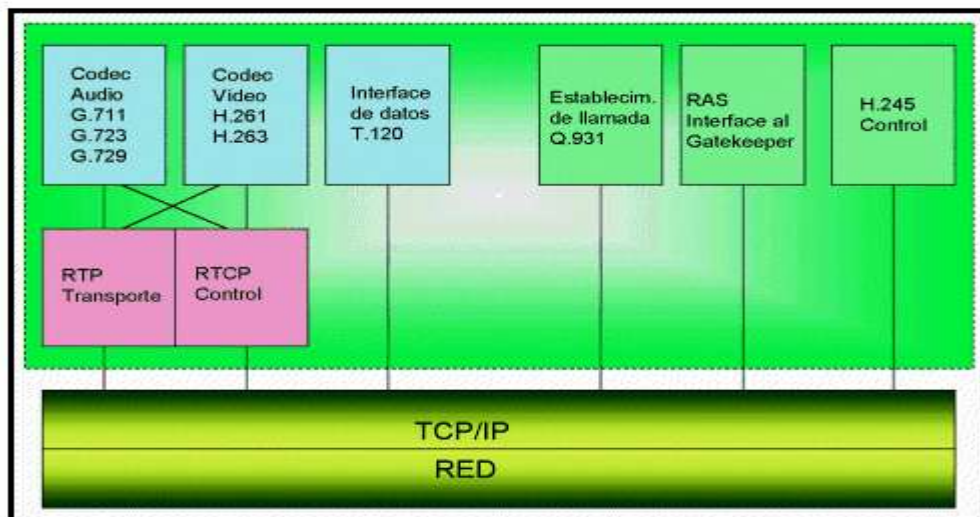 Codec
Audio
G.711
G.723
G.729
Codec
Video
H.261
H.263
Interface
de datos
T.120
Establecim.
de llamada
Q.931
RAS
Interface al
Gatekeeper
H.245
Control
RTP
Transporte
RTCP
Control
TCP/IP
RED